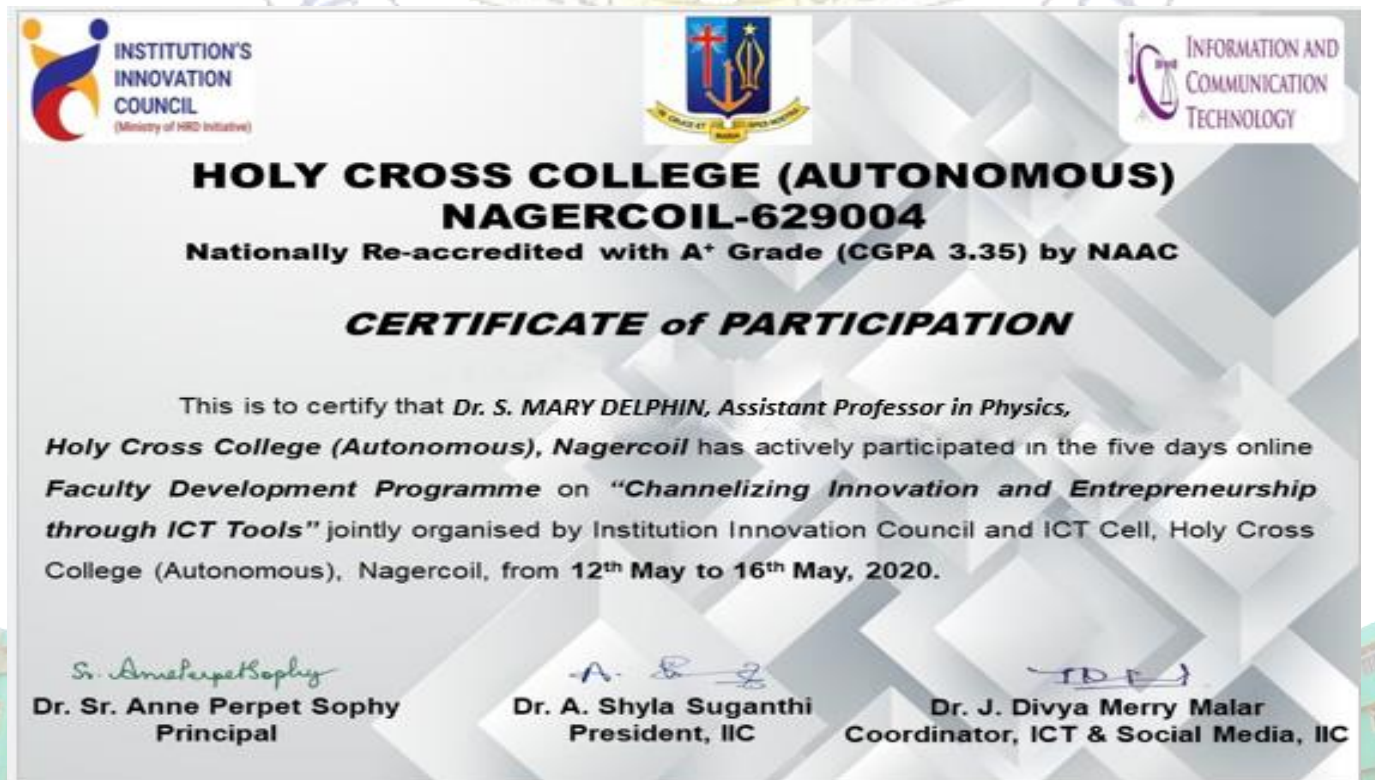 INSTITUTION'S
INNOVATION
COUNCIL
(Ministry of HRD Initiative)
INFORMATION AND
COMMUNICATION
TECHNOLOGY
HOLY CROSS COLLEGE (AUTONOMOUS)
NAGERCOIL-629004
Nationally Re-accredited with A⁺ Grade (CGPA 3.35) by NAAC
CERTIFICATE of PARTICIPATION
This is to certify that Dr. S. MARY DELPHIN, Assistant Professor in Physics,
Holy Cross College (Autonomous), Nagercoil has actively participated in the five days online
Faculty Development Programme on “Channelizing Innovation and Entrepreneurship
through ICT Tools” jointly organised by Institution Innovation Council and ICT Cell, Holy Cross
College (Autonomous), Nagercoil, from 12th May to 16th May, 2020.
Sr. Anne Perpet Sophy
Dr. Sr. Anne Perpet Sophy
Principal
Dr. A. Shyla Suganthi
President, IIC
Dr. J. Divya Merry Malar
Coordinator, ICT & Social Media, IIC